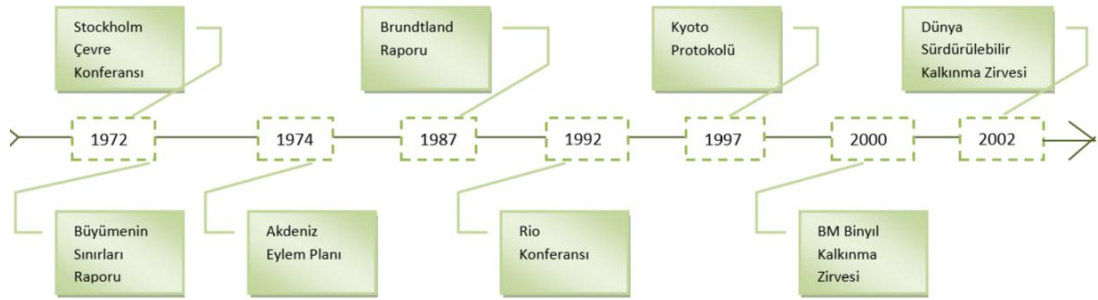 Stockholm
Çevre
Konferansı
Brundtland
Raporu
Kyoto
Protokolü
Dünya
Sürdürülebilir
Kalkınma Zirvesi
1972
1974
1987
1992
1997
2000
2002
Büyümenin
Sınırları
Raporu
Akdeniz
Eylem Planı
Rio
Konferansı
BM Binyıl
Kalkınma
Zirvesi